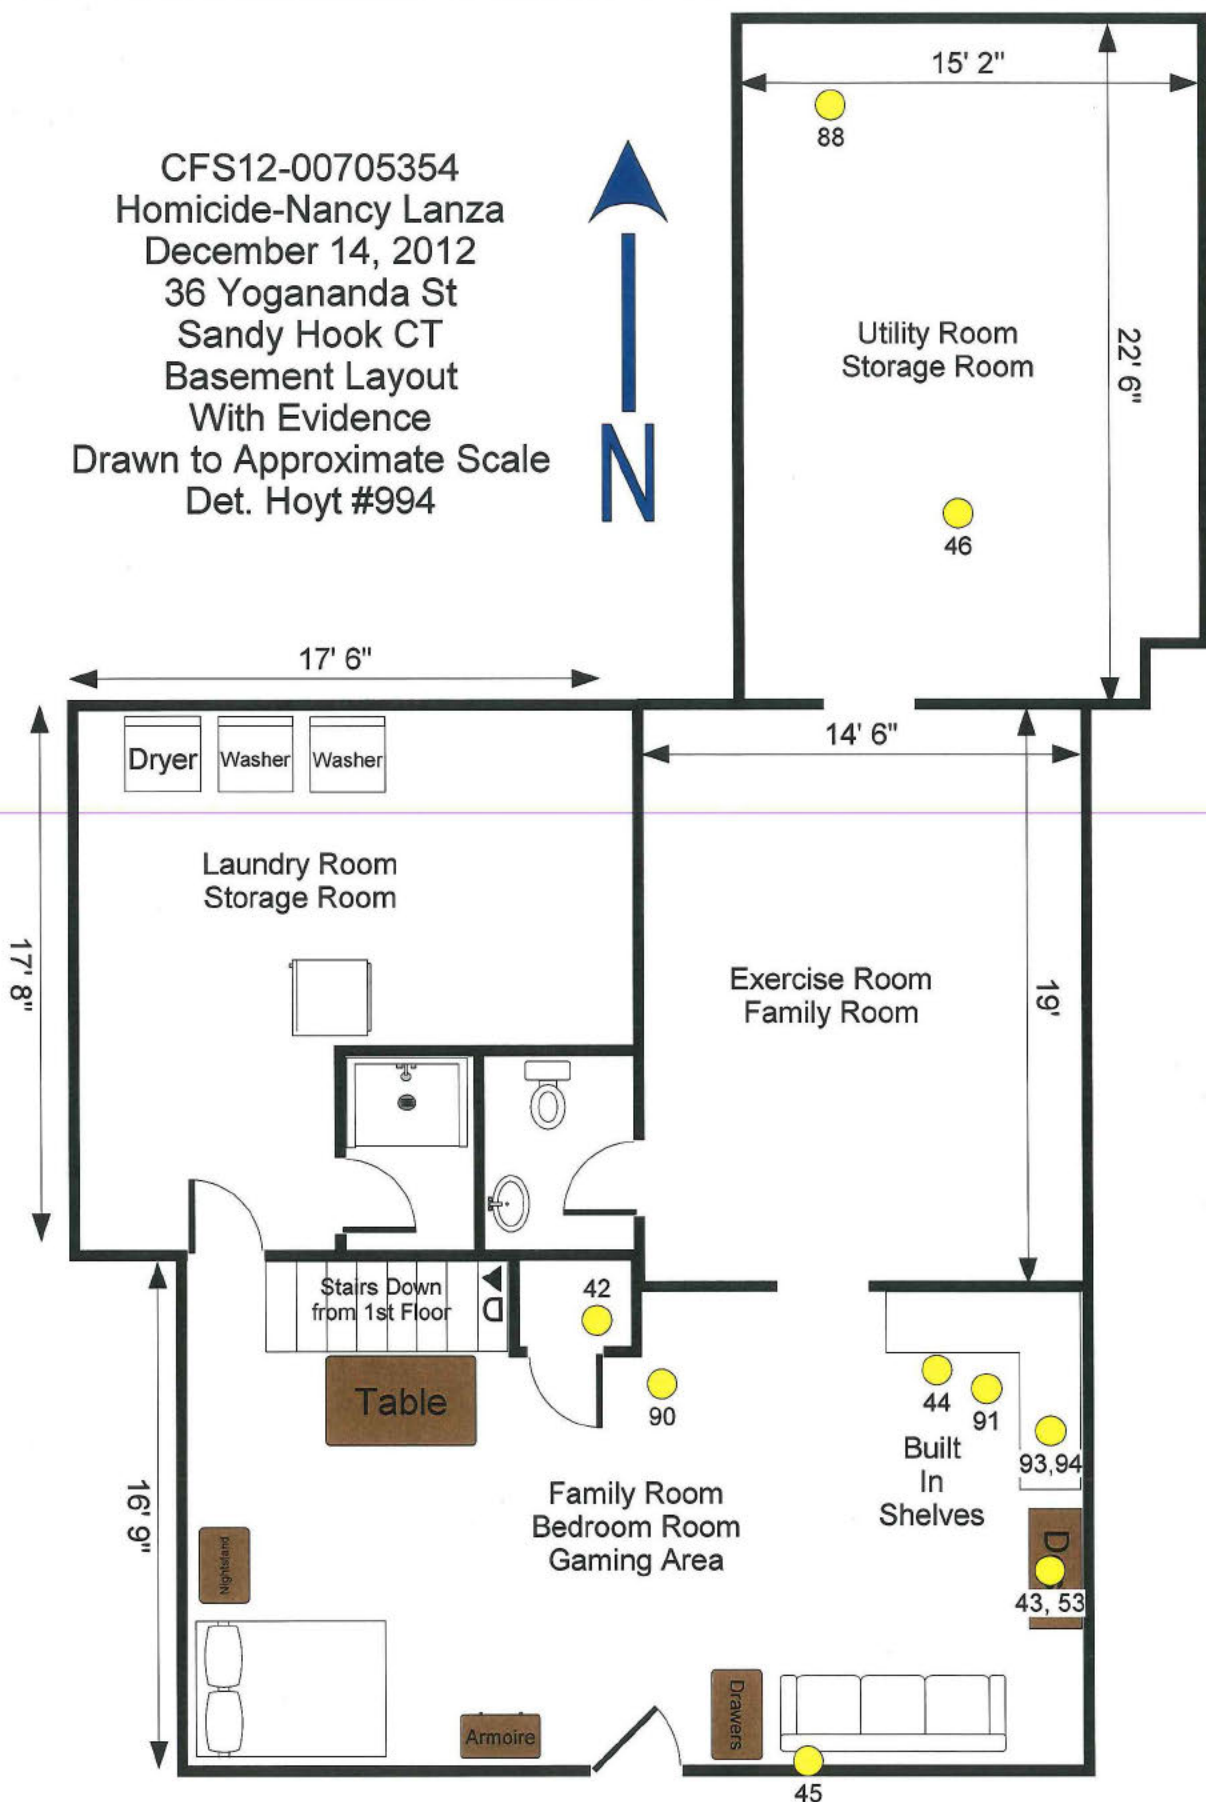 15' 2"
88
CFS12-00705354
Homicide-Nancy Lanza
December 14, 2012
36 Yogananda St
Sandy Hook CT
Basement Layout
With Evidence
Drawn to Approximate Scale
Det. Hoyt #994
N
Utility Room
Storage Room
22' 6"
46
17' 6"
14' 6"
Dryer
Washer
Washer
Laundry Room
Storage Room
17' 8"
Exercise Room
Family Room
19'
Stairs Down
from 1st Floor
D
42
Table
90
44
91
93,94
Built
In
Shelves
16' 9"
Family Room
Bedroom Room
Gaming Area
Nightstand
43, 53
Drawers
Armoire
45